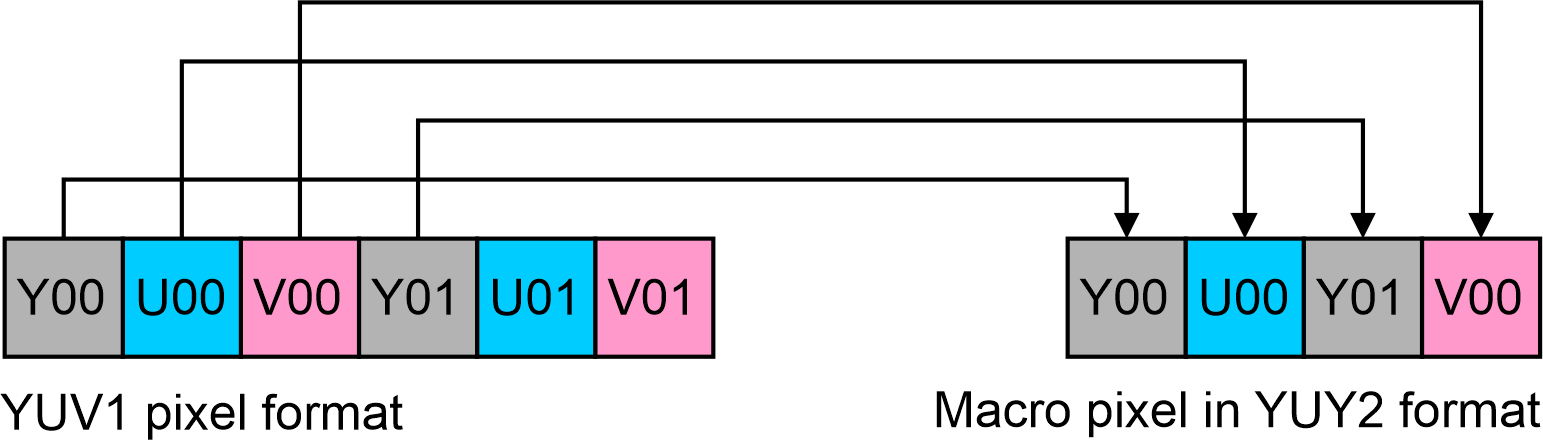 Y00 U00 V00 Y01 U01 V01 Y00 U00 Y01 V00
YUV1 pixel format Macro pixel in YUY2 format